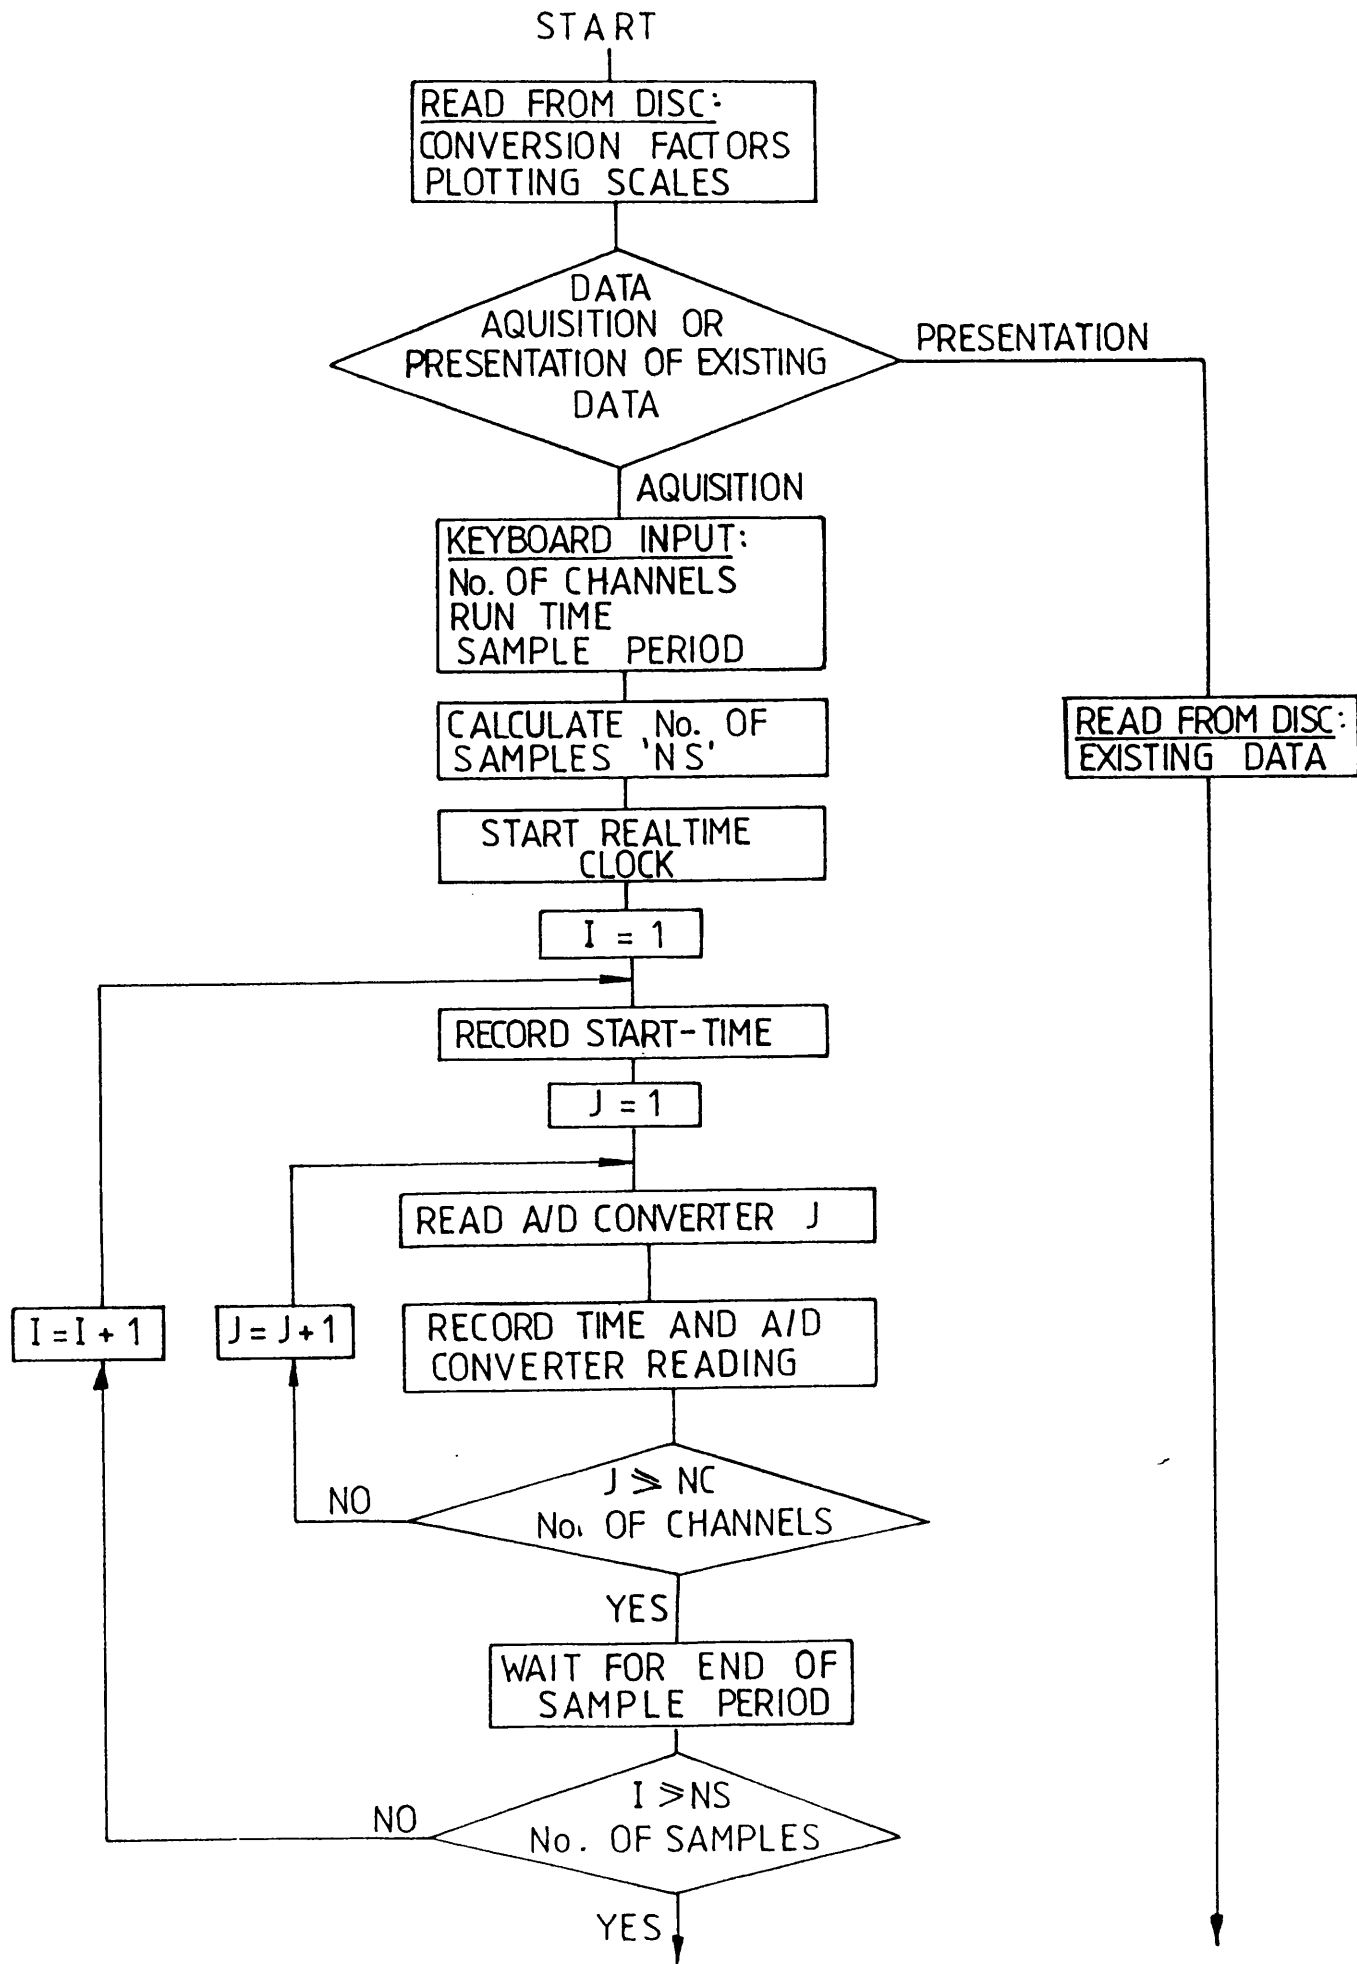 START
READ FROM DISC:
CONVERSION FACTORS
PLOTTING SCALES
DATA
AQUISITION OR
PRESENTATION OF EXISTING
DATA
PRESENTATION
AQUISITION
KEYBOARD INPUT:
No. OF CHANNELS
RUN TIME
SAMPLE PERIOD
CALCULATE No. OF
SAMPLES 'NS'
READ FROM DISC:
EXISTING DATA
START REALTIME
CLOCK
I = 1
RECORD START-TIME
J = 1
READ A/D CONVERTER J
I = I + 1
J = J + 1
RECORD TIME AND A/D
CONVERTER READING
J ⩾ NC
No. OF CHANNELS
NO
YES
WAIT FOR END OF
SAMPLE PERIOD
I ⩾ NS
No. OF SAMPLES
NO
YES